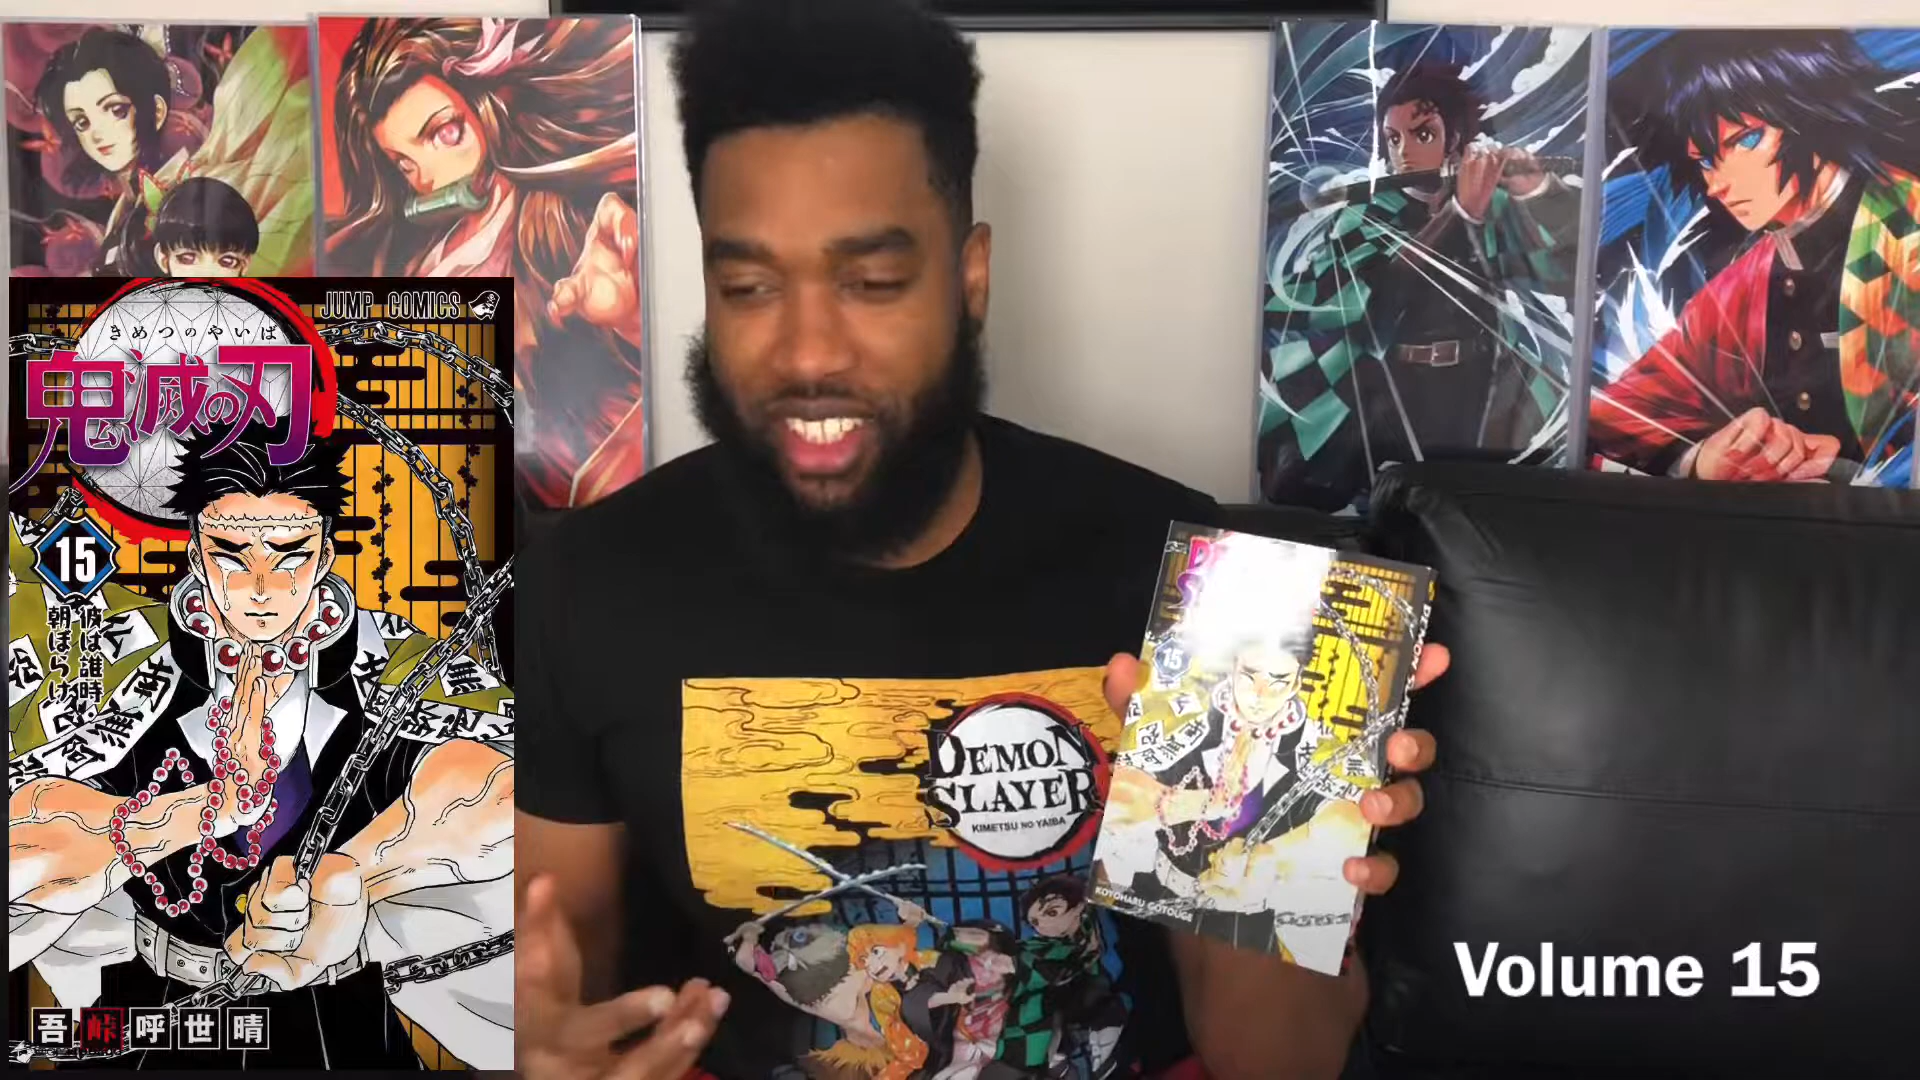 JUMP COMICS
きめつのやいば
鬼滅の刃
15
彼は誰時・
朝ぼらけ
吾峠呼世晴
15
DEMON
KOYOHARU GOTOUGE
DEMON
SLAYER
KIMETSU NO YAIBA
Volume 15